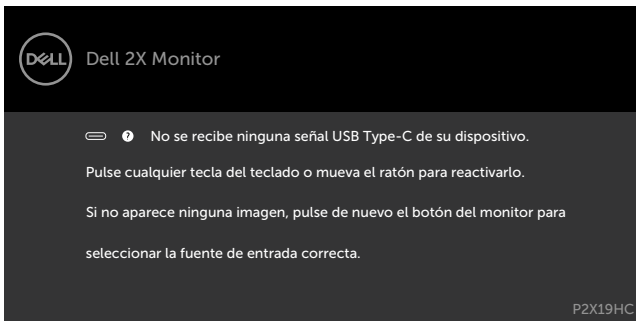 DELL
Dell 2X Monitor
No se recibe ninguna señal USB Type-C de su dispositivo.
Pulse cualquier tecla del teclado o mueva el ratón para reactivarlo.
Si no aparece ninguna imagen, pulse de nuevo el botón del monitor para
seleccionar la fuente de entrada correcta.
P2X19HC